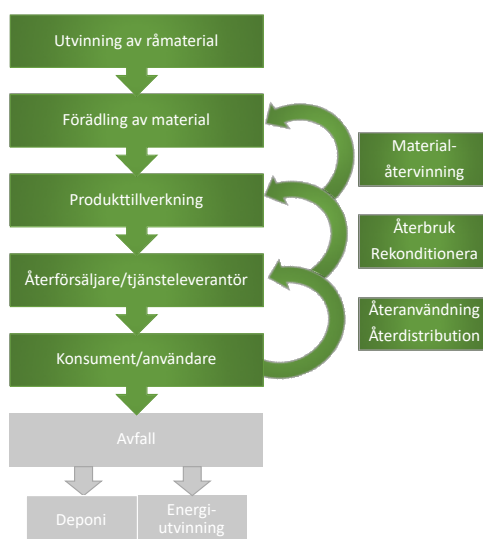 Utvinning av råmaterial
Förädling av material
Material-
återvinning
Produkttillverkning
Återbruk
Rekonditionera
Återförsäljare/tjänsteleverantör
Återanvändning
Återdistribution
Konsument/användare
Avfall
Deponi
Energi-
utvinning